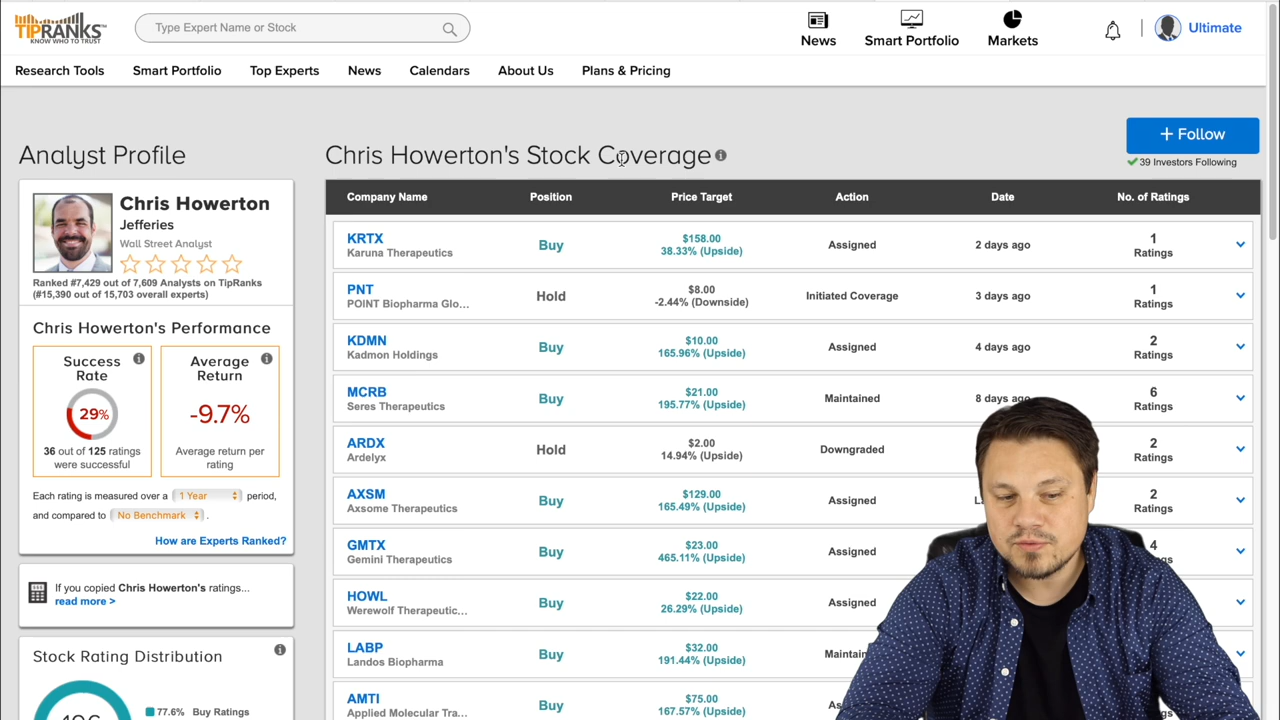 TIPRANKS
KNOW WHO TO TRUST
Type Expert Name or Stock
News
Smart Portfolio
Markets
Ultimate
Research Tools
Smart Portfolio
Top Experts
News
Calendars
About Us
Plans & Pricing
+ Follow
39 Investors Following
Analyst Profile
Chris Howerton
Jefferies
Wall Street Analyst
Ranked #7,429 out of 7,609 Analysts on TipRanks
(#15,390 out of 15,703 overall experts)
Chris Howerton's Performance
Success
Rate
29%
36 out of 125 ratings
were successful
Average
Return
-9.7%
Average return per
rating
Each rating is measured over a 1 Year period,
and compared to No Benchmark .
How are Experts Ranked?
If you copied Chris Howerton's ratings...
read more >
Stock Rating Distribution
77.6% Buy Ratings
Chris Howerton's Stock Coverage
Company Name Position Price Target Action Date No. of Ratings
KRTX Buy $158.00 Assigned 2 days ago 1
Karuna Therapeutics 38.33% (Upside) Ratings
PNT Hold $8.00 Initiated Coverage 3 days ago 1
POINT Biopharma Glo... -2.44% (Downside) Ratings
KDMN Buy $10.00 Assigned 4 days ago 2
Kadmon Holdings 165.96% (Upside) Ratings
MCRB Buy $21.00 Maintained 8 days ago 6
Seres Therapeutics 195.77% (Upside) Ratings
ARDX Hold $2.00 Downgraded 2
Ardelyx 14.94% (Upside) Ratings
AXSM Buy $129.00 Assigned 2
Axsome Therapeutics 165.49% (Upside) Ratings
GMTX Buy $23.00 Assigned 4
Gemini Therapeutics 465.11% (Upside)
HOWL Buy $22.00 Assigned
Werewolf Therapeutic... 26.29% (Upside)
LABP Buy $32.00
Landos Biopharma 191.44% (Upside)
AMTI Buy $75.00
Applied Molecular Tra... 167.57% (Upside)